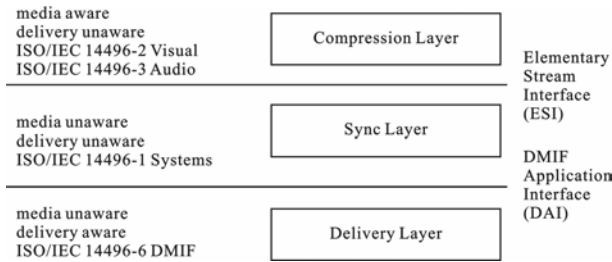 media aware
delivery unaware
ISO/IEC 14496-2 Visual
ISO/IEC 14496-3 Audio
Compression Layer
Elementary
Stream
Interface
(ESI)
media unaware
delivery unaware
ISO/IEC 14496-1 Systems
Sync Layer
DMIF
Application
Interface
(DAI)
media unaware
delivery aware
ISO/IEC 14496-6 DMIF
Delivery Layer